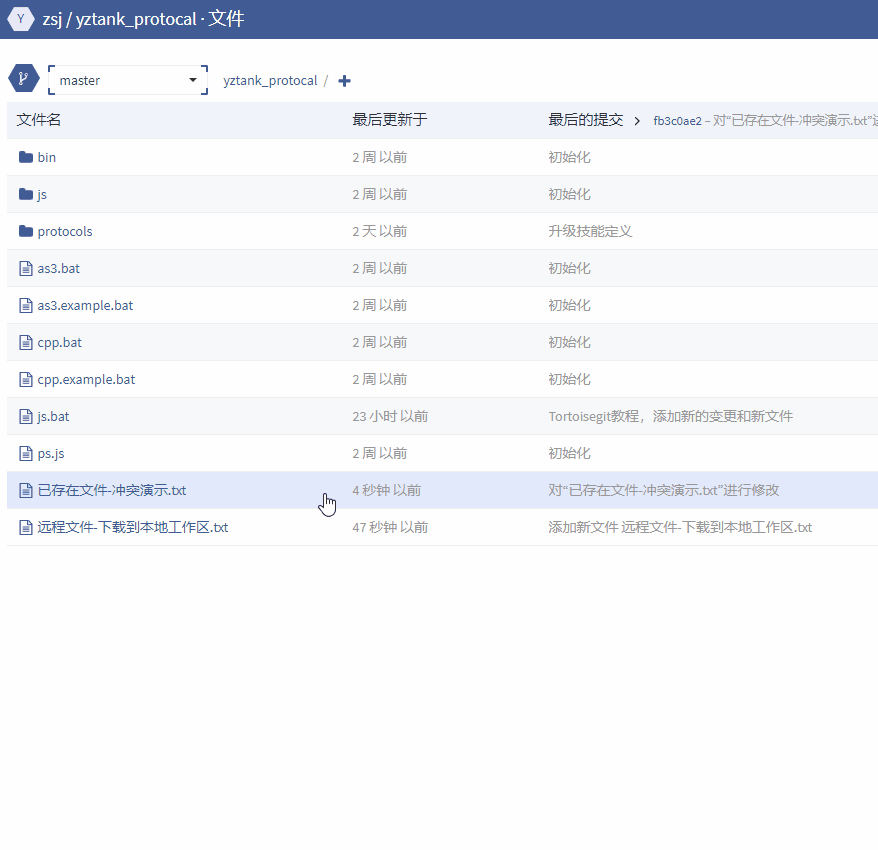 Y zsj / yztank_protocal · 文件
master yztank_protocal / +
文件名 最后更新于 最后的提交 > fb3c0ae2 – 对“已存在文件-冲突演示.txt”进
bin 2 周 以前 初始化
js 2 周 以前 初始化
protocols 2 天 以前 升级技能定义
as3.bat 2 周 以前 初始化
as3.example.bat 2 周 以前 初始化
cpp.bat 2 周 以前 初始化
cpp.example.bat 2 周 以前 初始化
js.bat 23 小时 以前 Tortoisegit教程，添加新的变更和新文件
ps.js 2 周 以前 初始化
已存在文件-冲突演示.txt 4 秒钟 以前 对“已存在文件-冲突演示.txt”进行修改
远程文件-下载到本地工作区.txt 47 秒钟 以前 添加新文件 远程文件-下载到本地工作区.txt